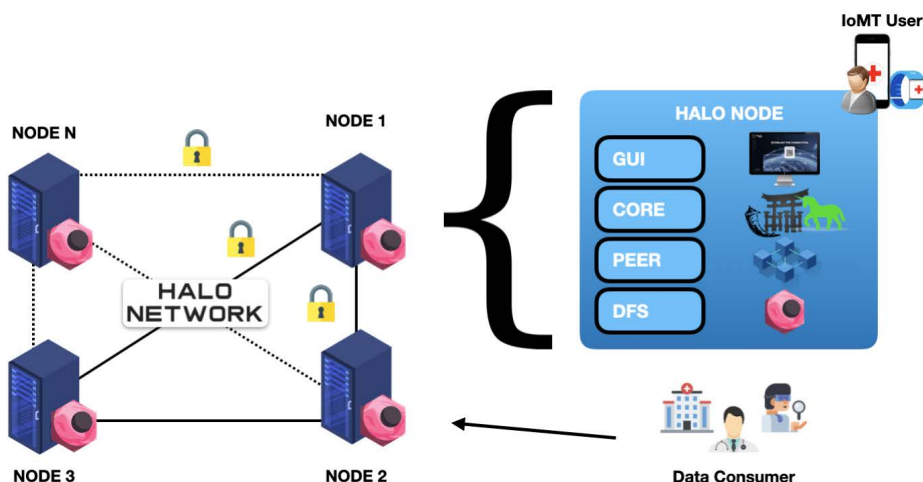 IoMT User
NODE N
NODE 1
HALO NODE
GUI
CORE
PEER
DFS
HALO
NETWORK
NODE 3
NODE 2
Data Consumer